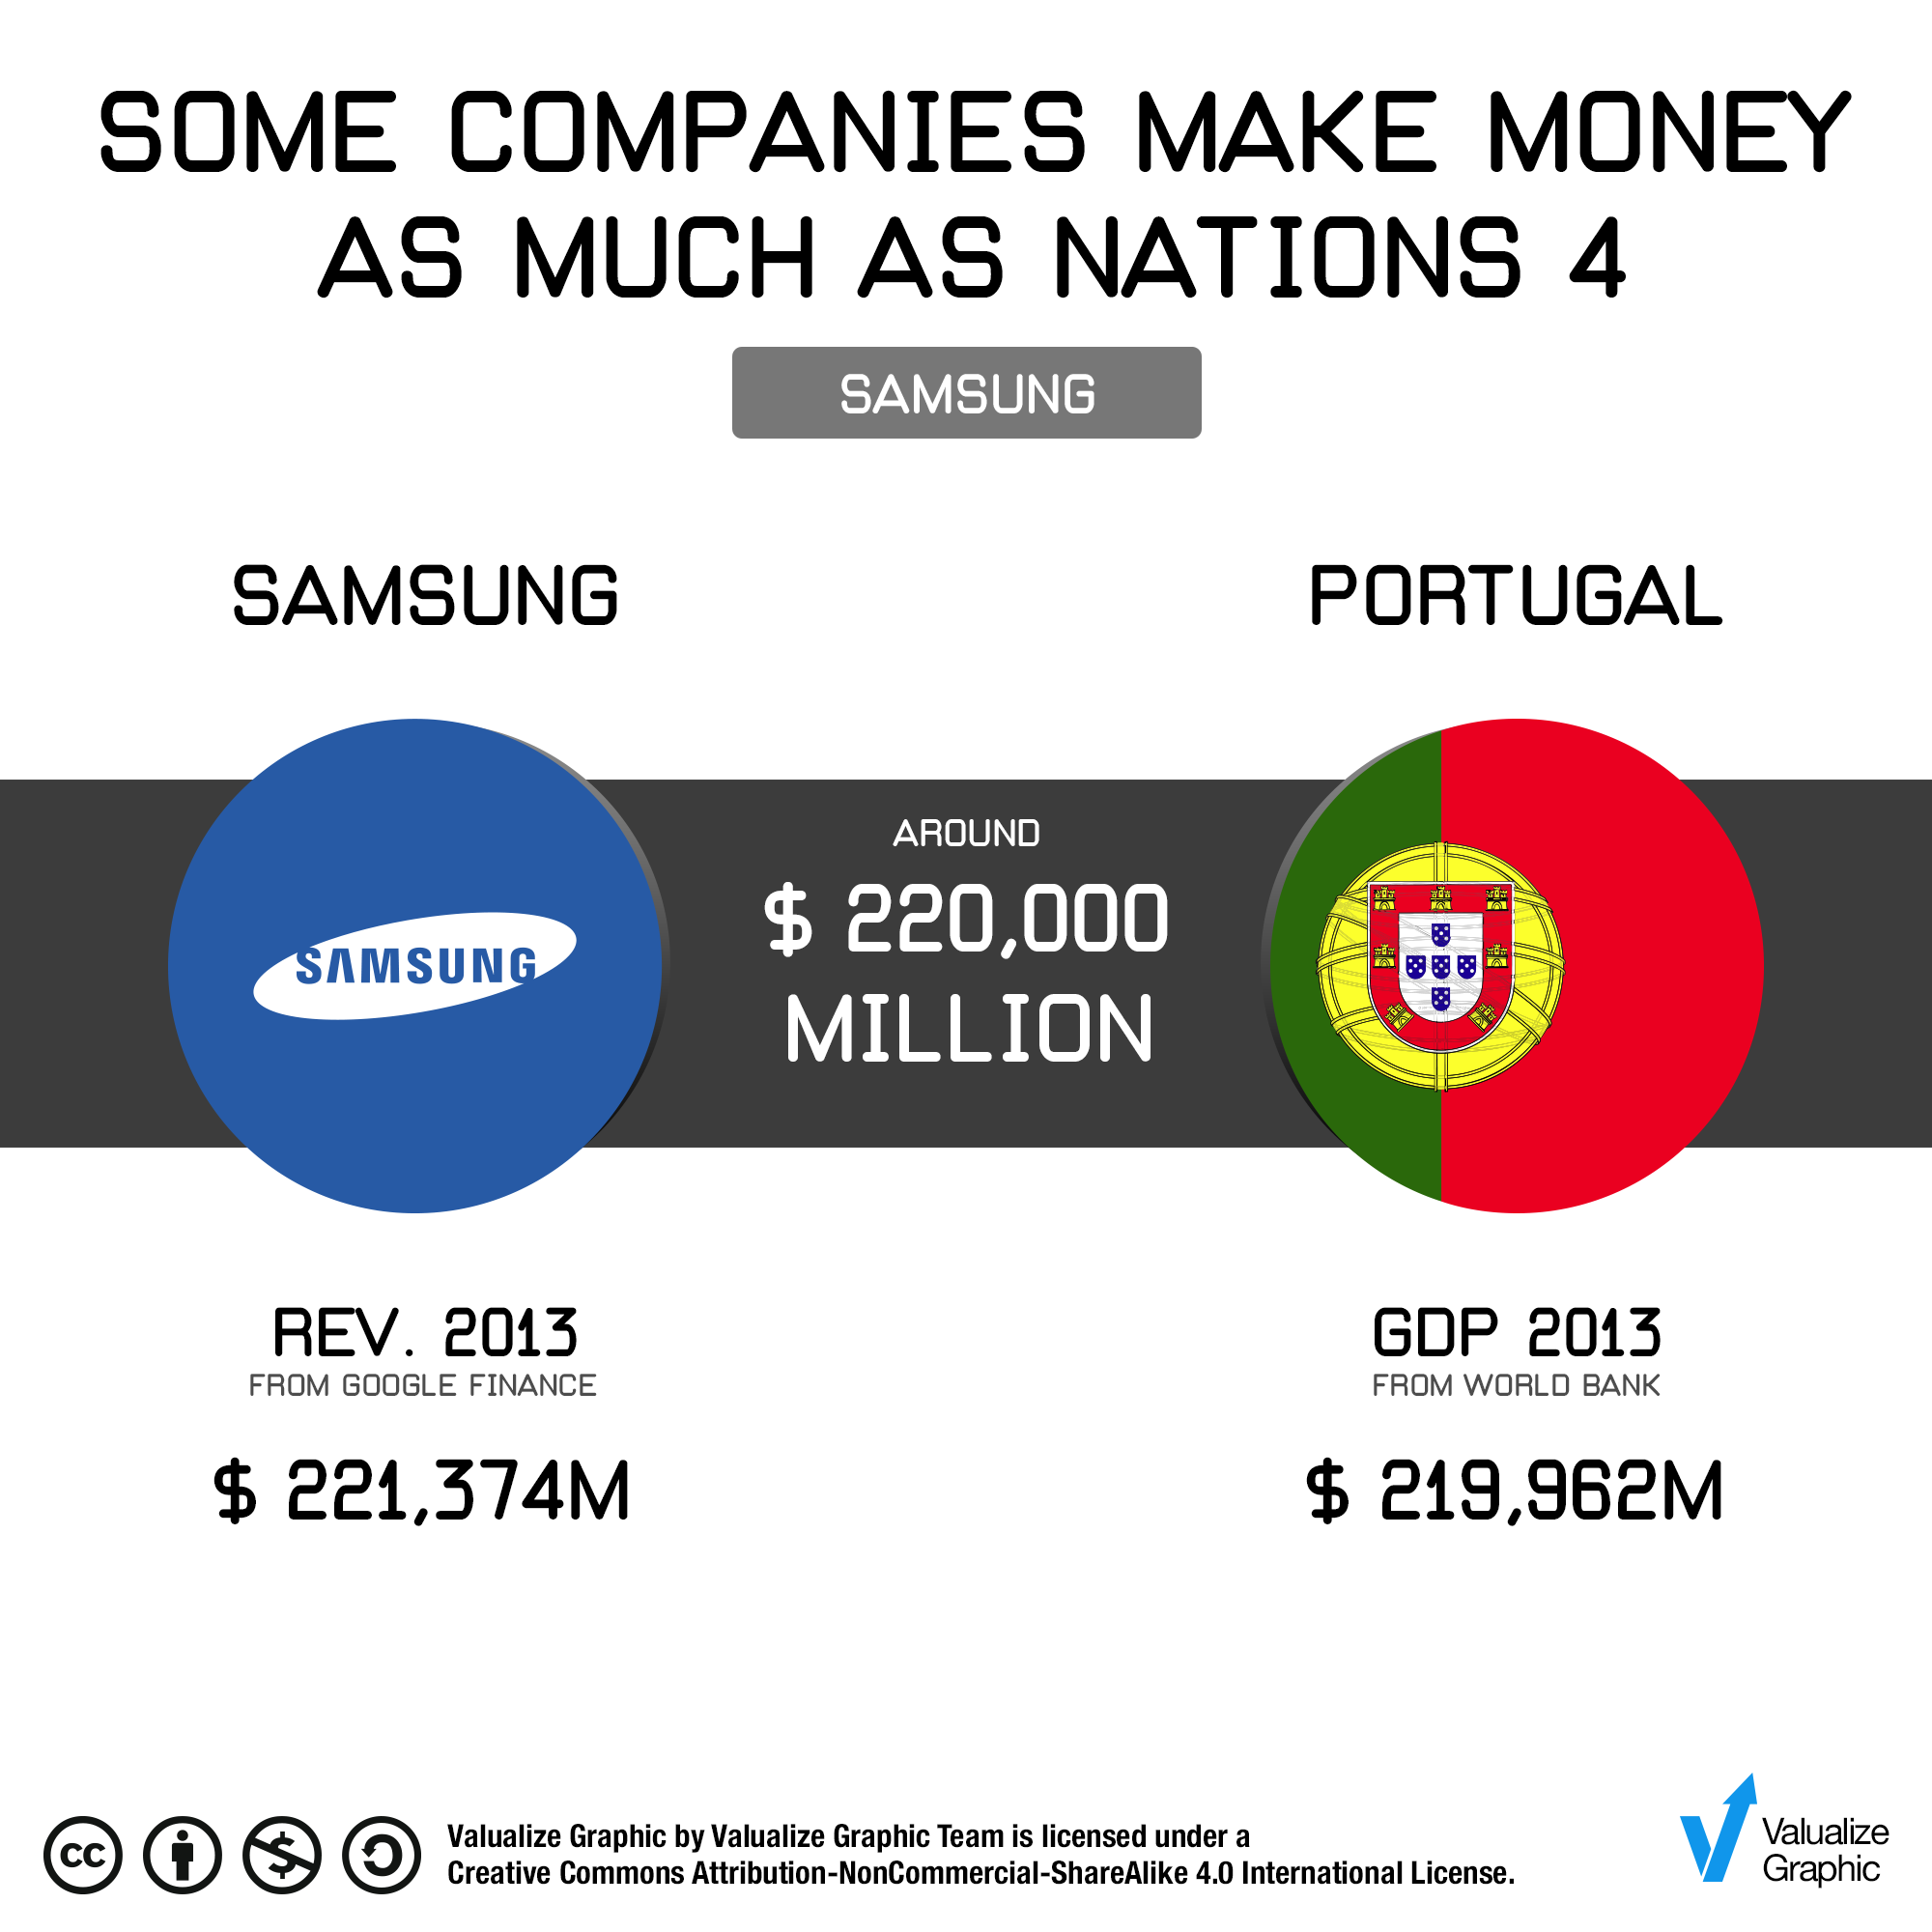 SOME COMPANIES MAKE MONEY
AS MUCH AS NATIONS 4
SAMSUNG
SAMSUNG
PORTUGAL
SAMSUNG
AROUND
$ 220,000
MILLION
REV. 2013
FROM GOOGLE FINANCE
$ 221,374M
GDP 2013
FROM WORLD BANK
$ 219,962M
cc
Valualize Graphic by Valualize Graphic Team is licensed under a
Creative Commons Attribution-NonCommercial-ShareAlike 4.0 International License.
Valualize
Graphic